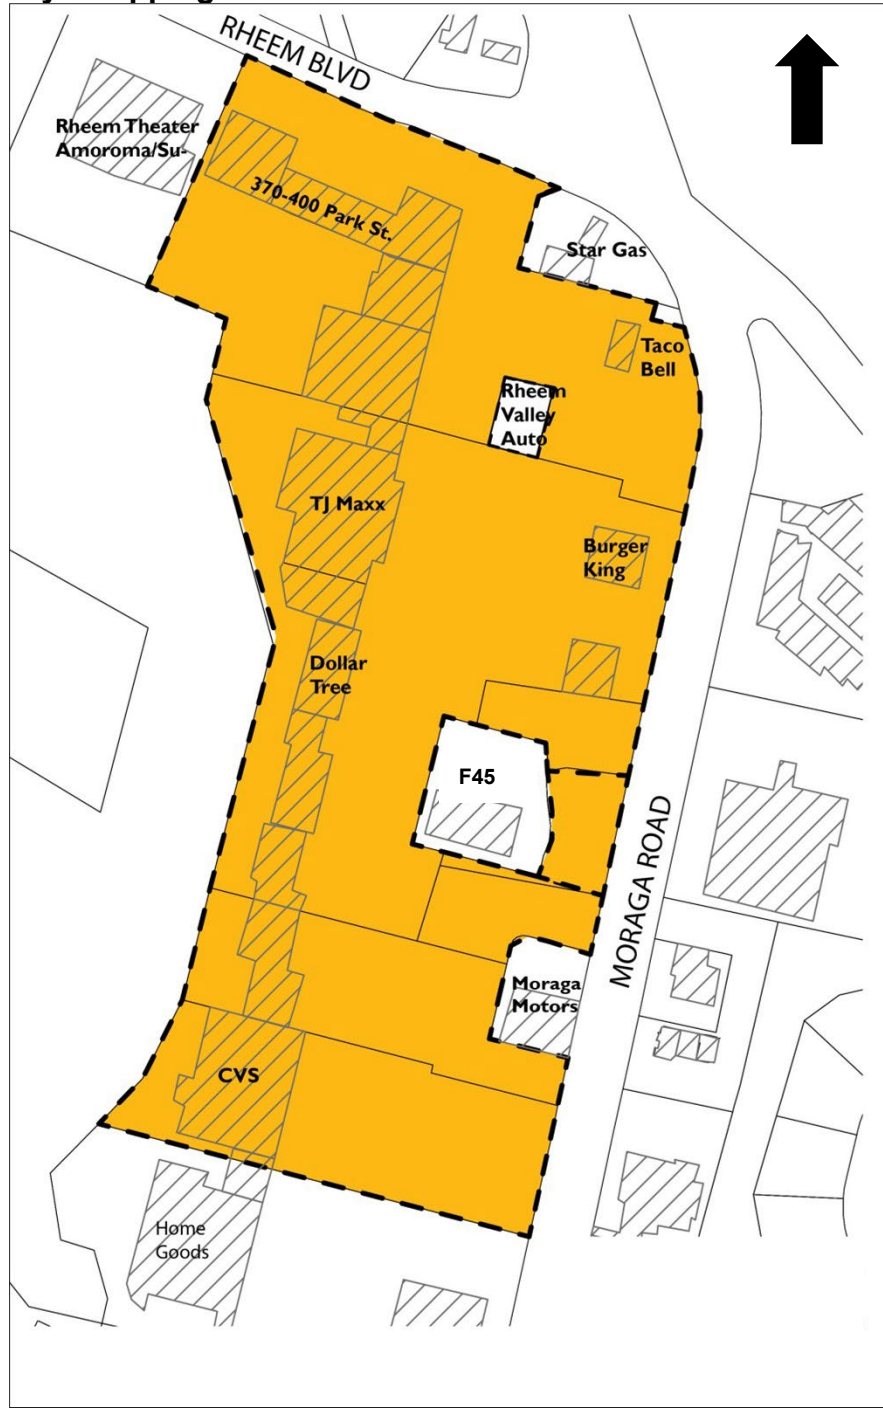 RHEEM BLVD
Rheem Theater
Amoroma/Su-
370-400 Park St.
Star Gas
Taco
Bell
Rheem
Valley
Auto
TJ Maxx
Burger
King
Dollar
Tree
F45
MORAGA ROAD
Moraga
Motors
CVS
Home
Goods